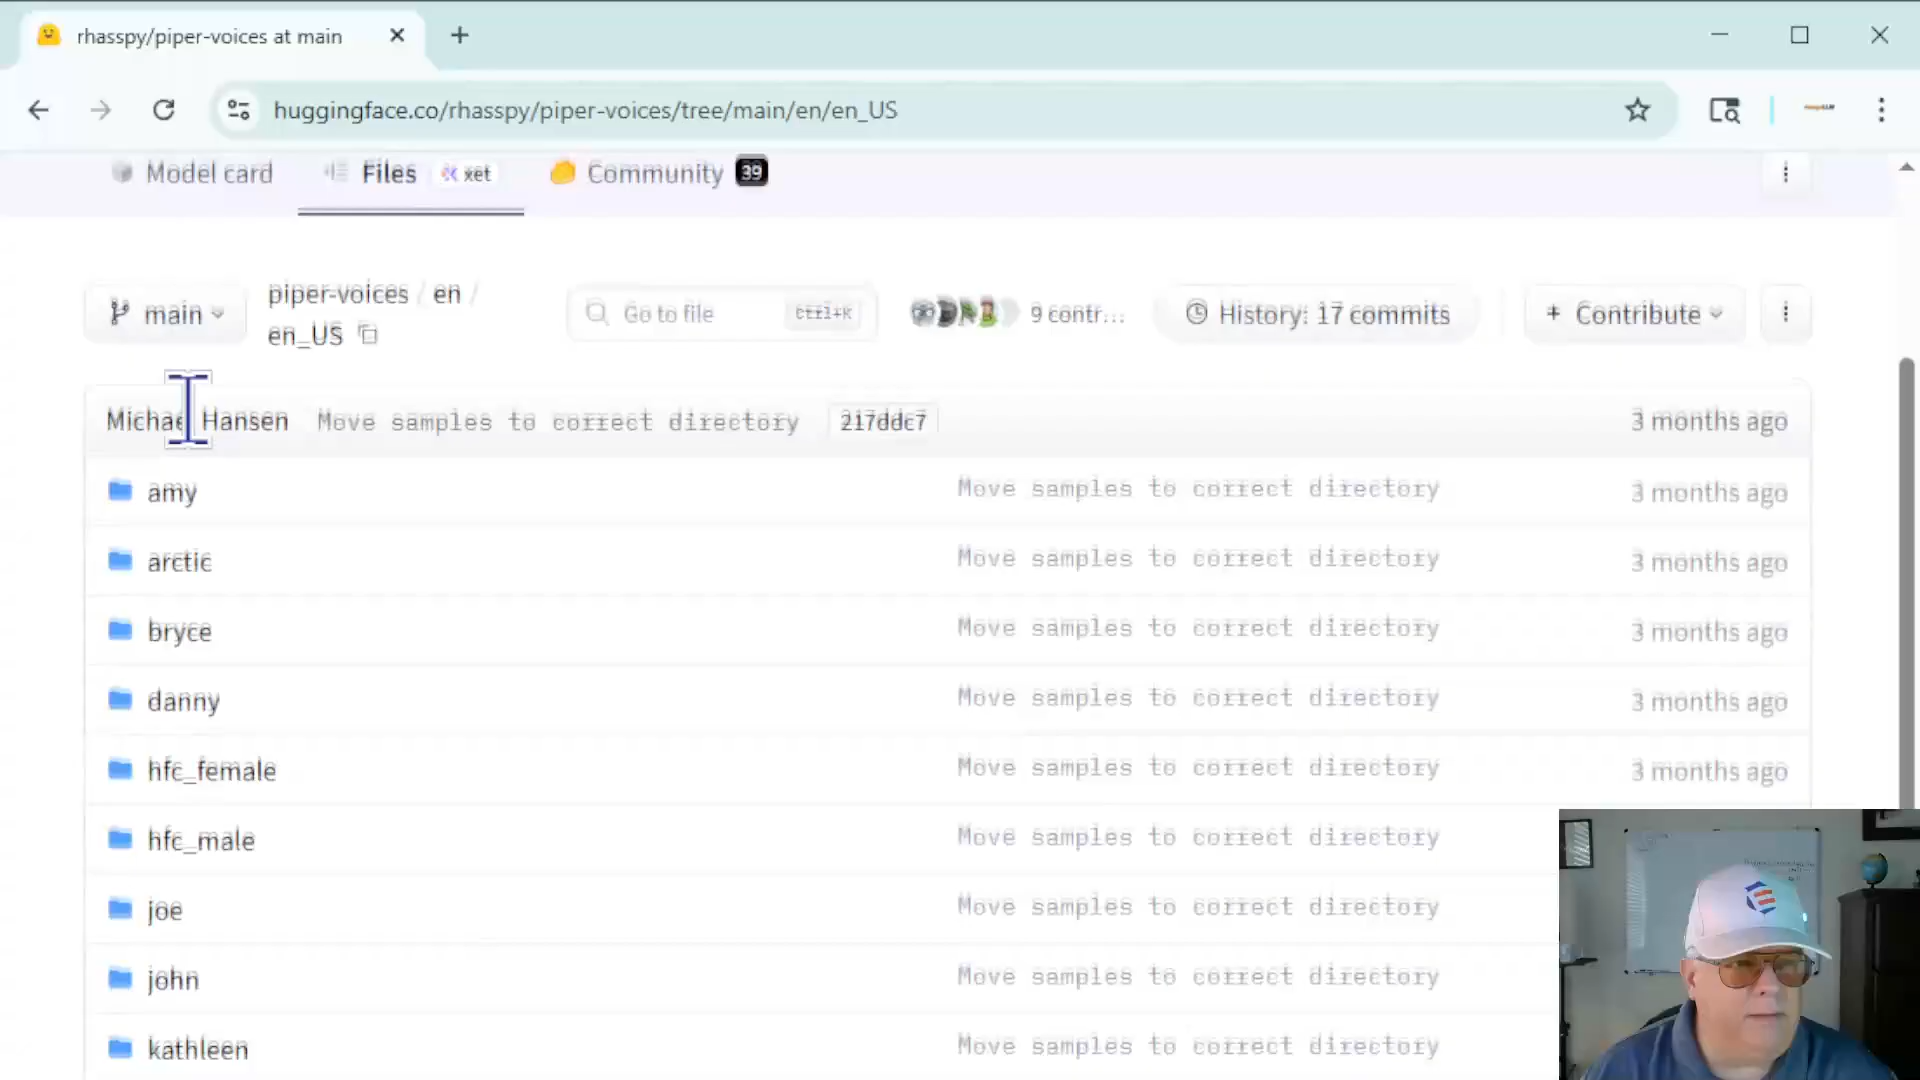 rhasspy/piper-voices at main
huggingface.co/rhasspy/piper-voices/tree/main/en/en_US
Model card Files xet Community 39
main piper-voices / en / Go to file Ctrl+K 9 contr... History: 17 commits + Contribute
en_US
Michae Hansen Move samples to correct directory 217ddc7 3 months ago
amy Move samples to correct directory 3 months ago
arctic Move samples to correct directory 3 months ago
bryce Move samples to correct directory 3 months ago
danny Move samples to correct directory 3 months ago
hfc_female Move samples to correct directory 3 months ago
hfc_male Move samples to correct directory
joe Move samples to correct directory
john Move samples to correct directory
kathleen Move samples to correct directory